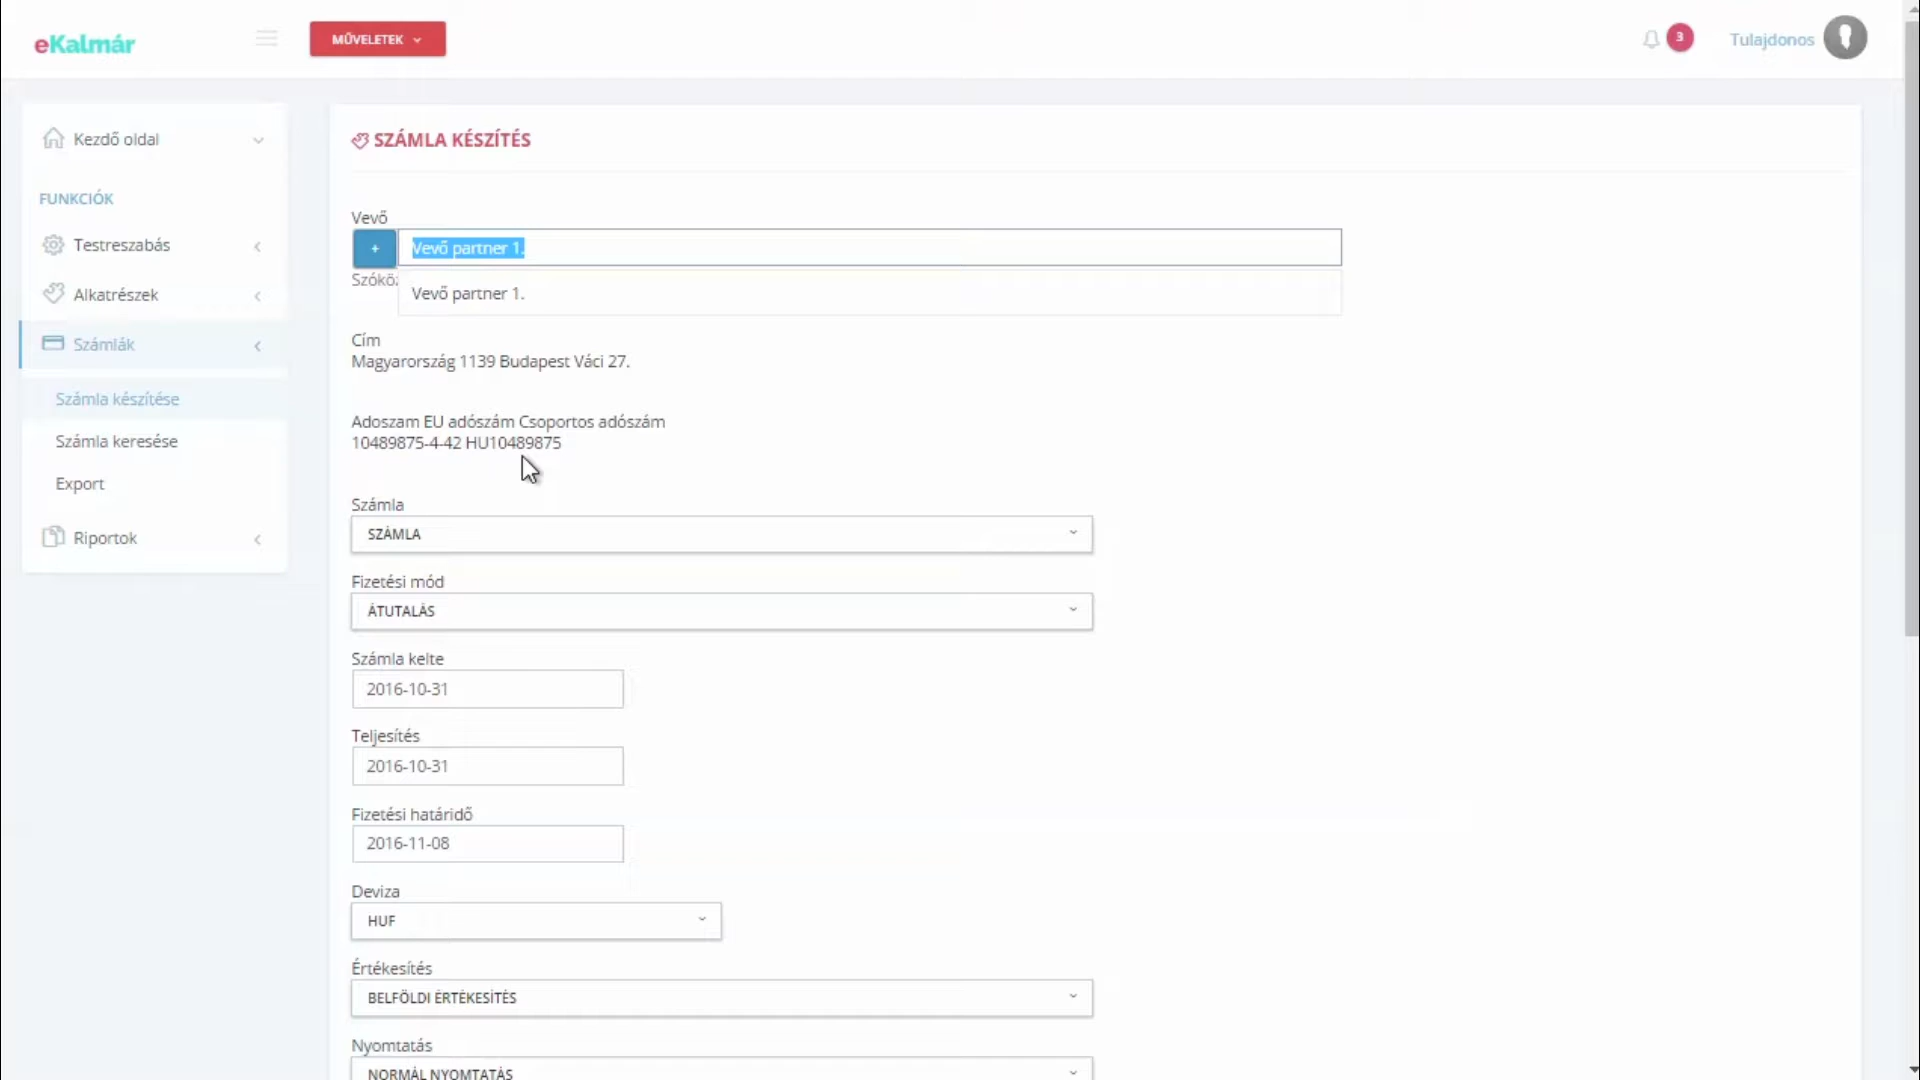 eKalmár
MŰVELETEK
3
Tulajdonos
Kezdő oldal
FUNKCIÓK
Testreszabás
Alkatrészek
Számlák
Számla készítése
Számla keresése
Export
Riportok
SZÁMLA KÉSZÍTÉS
Vevő
+ Vevő partner 1.
Vevő partner 1.
Cím
Magyarország 1139 Budapest Váci 27.
Adoszam EU adószám Csoportos adószám
10489875-4-42 HU10489875
Számla
SZÁMLA
Fizetési mód
ÁTUTALÁS
Számla kelte
2016-10-31
Teljesítés
2016-10-31
Fizetési határidő
2016-11-08
Deviza
HUF
Értékesítés
BELFÖLDI ÉRTÉKESÍTÉS
Nyomtatás
NORMÁL NYOMTATÁS